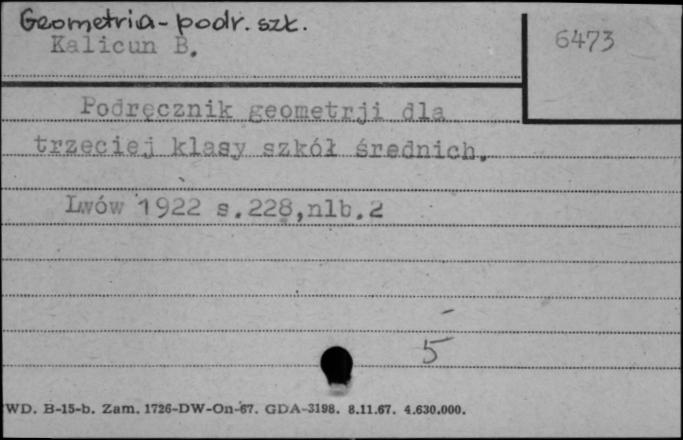 Geometria - podr. szk.
Kalicun B.
6473
Podręcznik geometrji dla
trzeciej klasy szkół średnich.
Lwów 1922 s.228,nlb.2
5
WD. B-15-b. Zam. 1726-DW-On-67. GDA-3198. 8.11.67. 4.630.000.